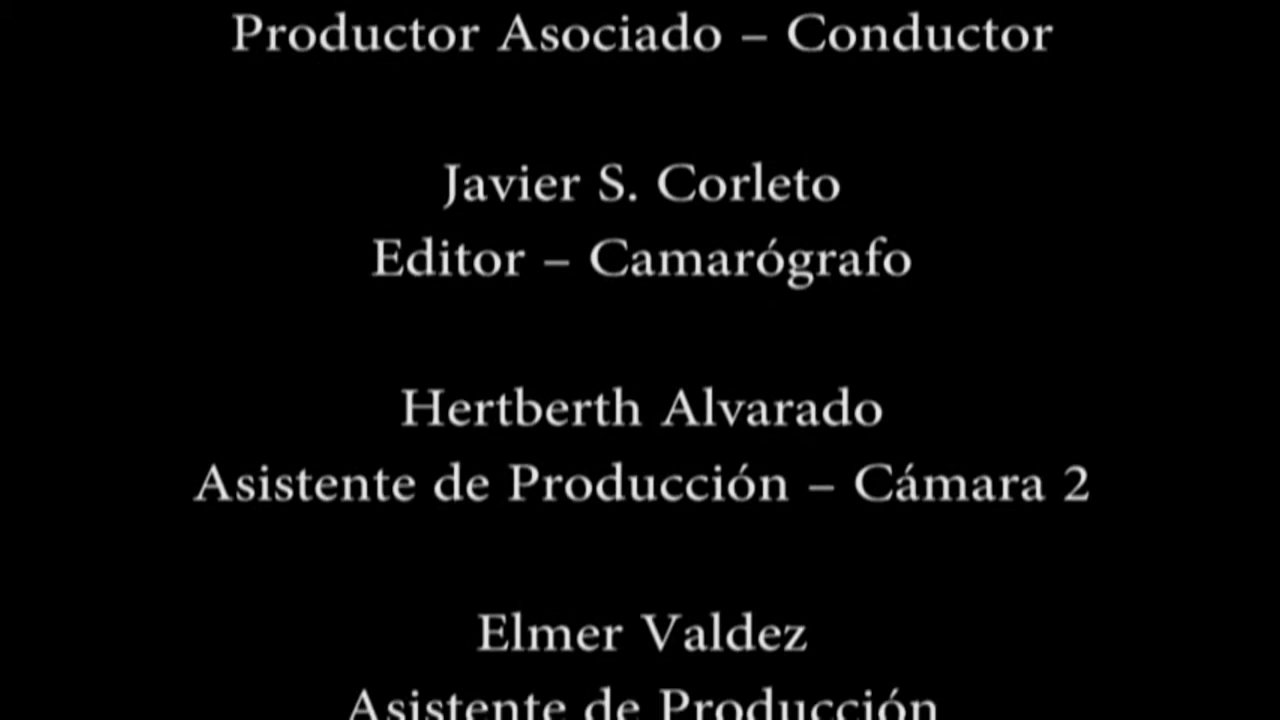 Productor Asociado – Conductor
Javier S. Corleto
Editor – Camarógrafo
Hertberth Alvarado
Asistente de Producción – Cámara 2
Elmer Valdez
Asistente de Producción